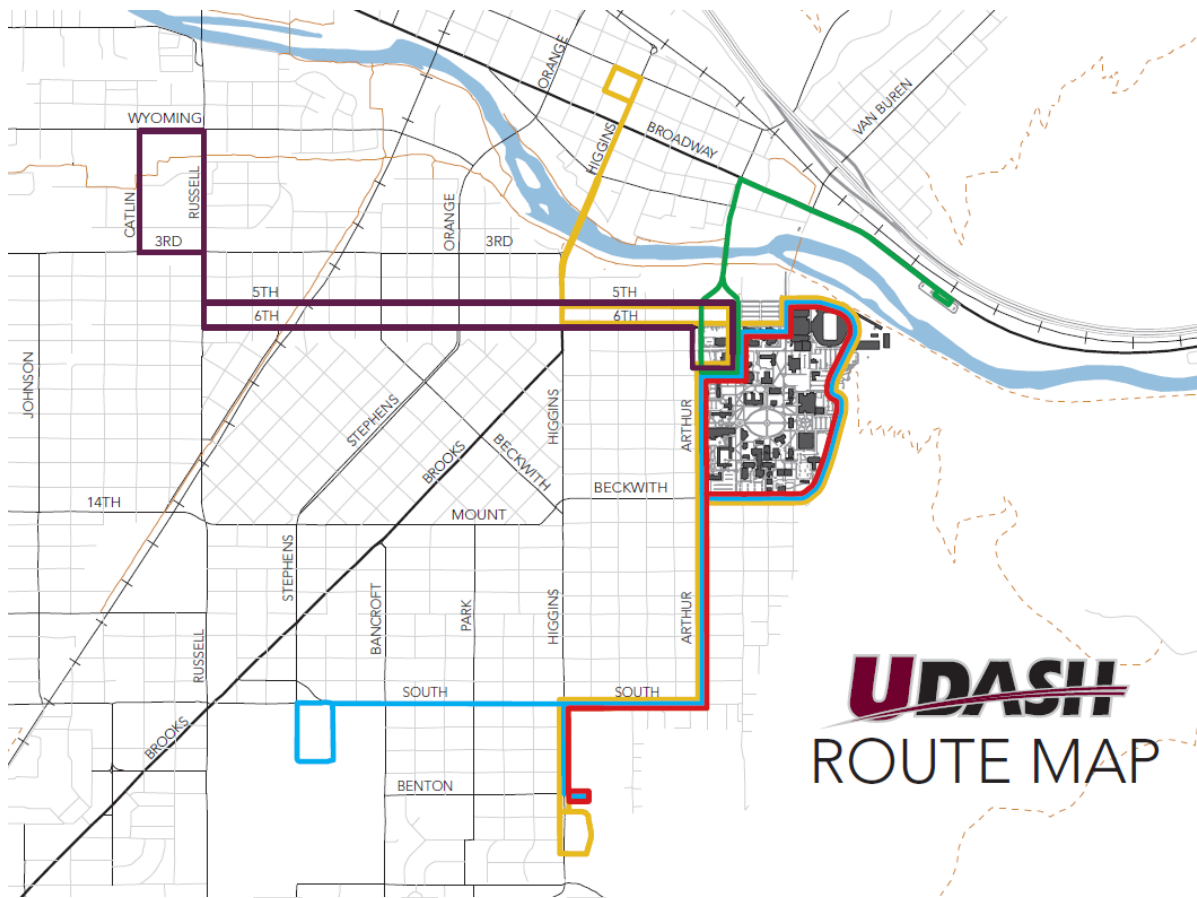 ORANGE
VAN BUREN
WYOMING
HIGGINS
BROADWAY
CATLIN
RUSSELL
ORANGE
3RD
3RD
5TH
5TH
6TH
6TH
JOHNSON
STEPHENS
BROOKS
BECKWITH
HIGGINS
ARTHUR
BECKWITH
14TH
MOUNT
STEPHENS
BANCROFT
PARK
HIGGINS
ARTHUR
RUSSELL
SOUTH
SOUTH
BROOKS
BENTON
UDASH
ROUTE MAP